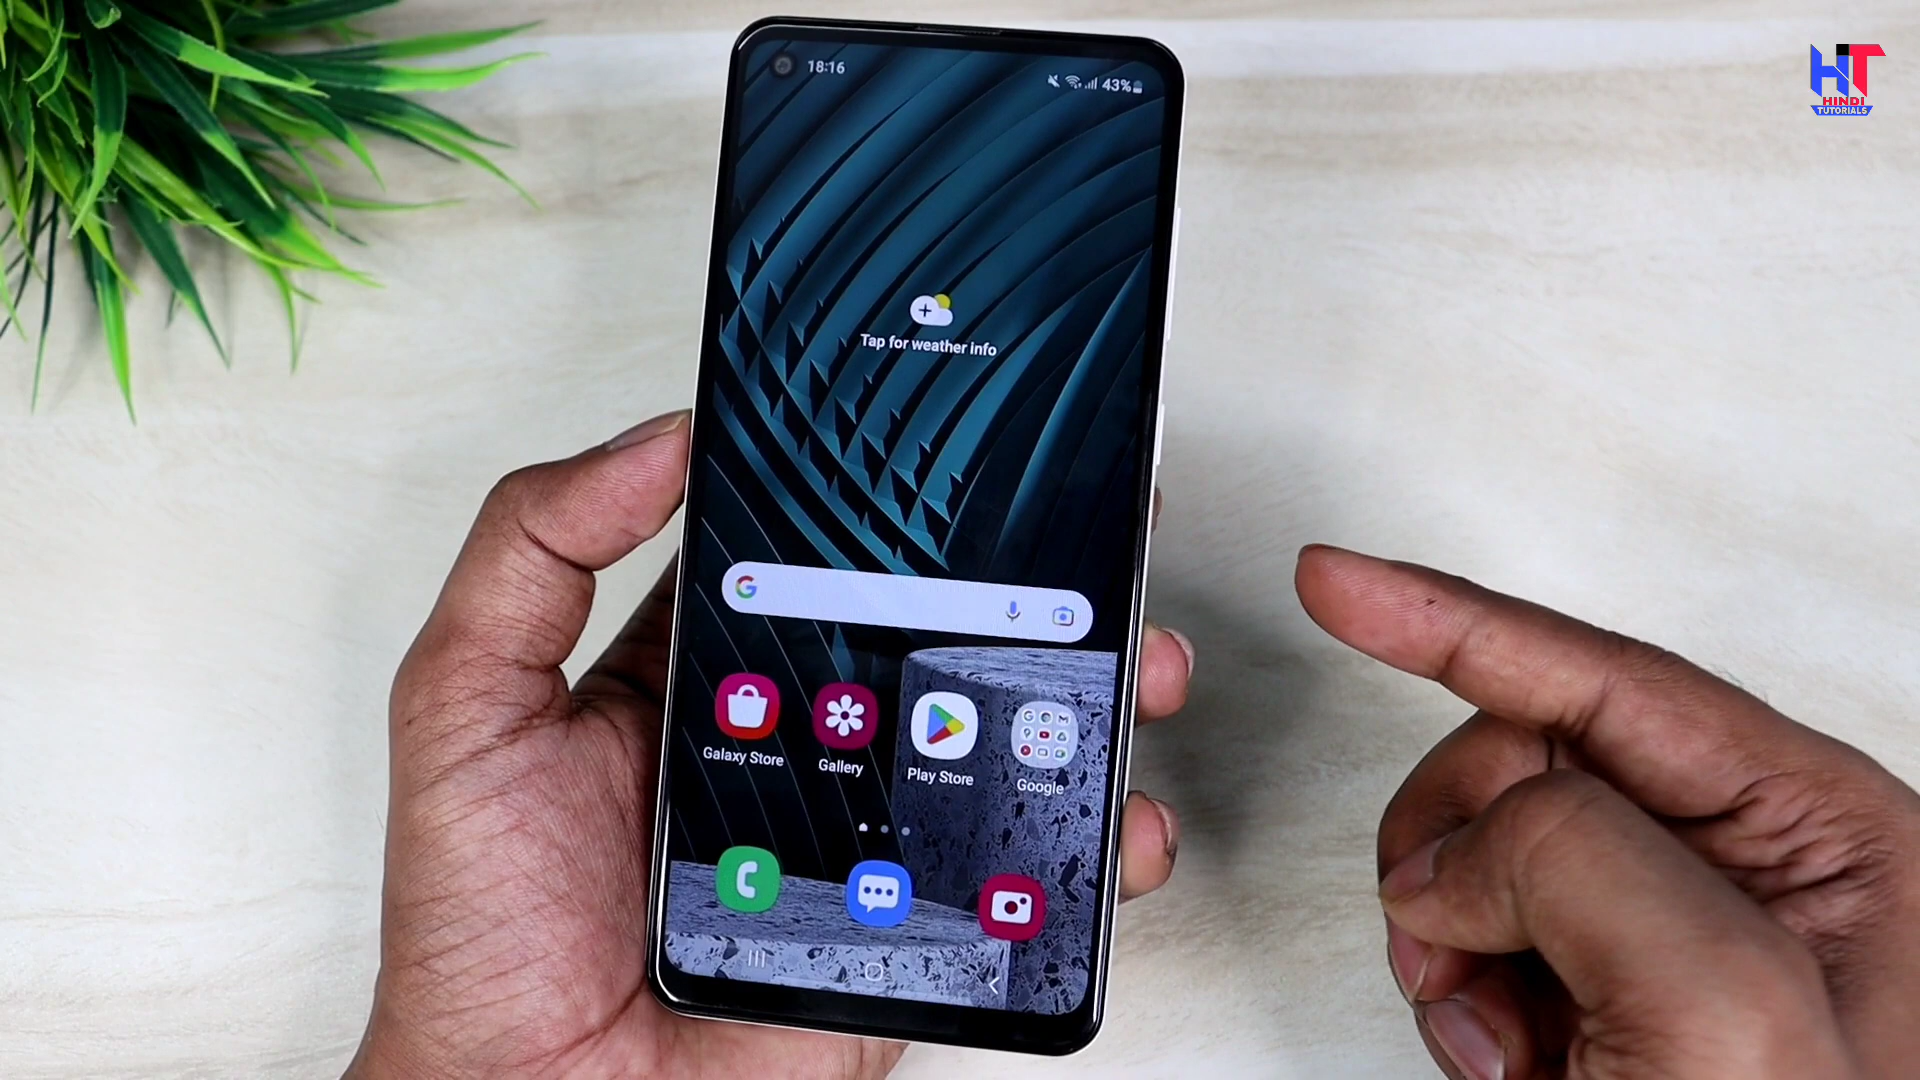 HT
HINDI
TUTORIALS
18:16
43%
Tap for weather info
Galaxy Store
Gallery
Play Store
Google